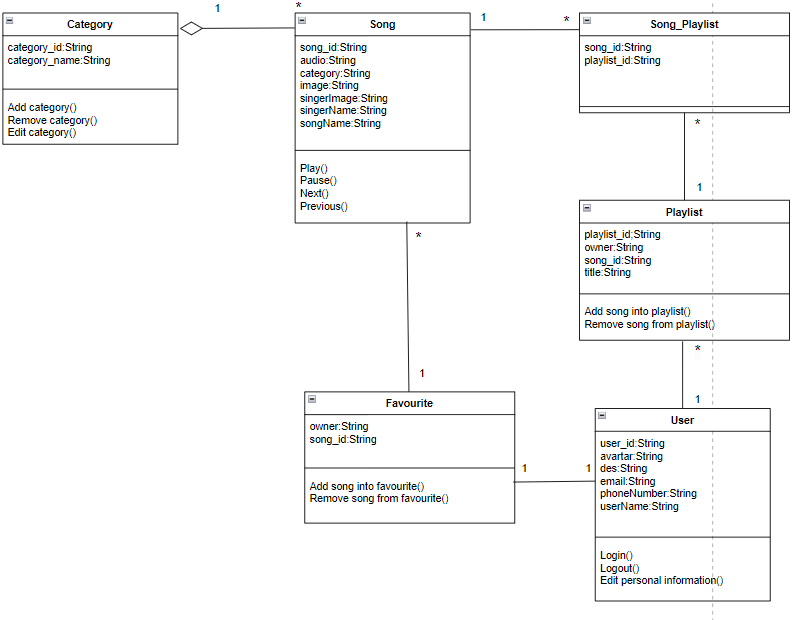 Category
category_id:String
category_name:String
Add category()
Remove category()
Edit category()
1
*
Song
song_id:String
audio:String
category:String
image:String
singerImage:String
singerName:String
songName:String
Play()
Pause()
Next()
Previous()
1
*
Song_Playlist
song_id:String
playlist_id:String
*
1
Playlist
playlist_id:String
owner:String
song_id:String
title:String
Add song into playlist()
Remove song from playlist()
*
1
*
1
Favourite
owner:String
song_id:String
Add song into favourite()
Remove song from favourite()
1
1
User
user_id:String
avartar:String
des:String
email:String
phoneNumber:String
userName:String
Login()
Logout()
Edit personal information()